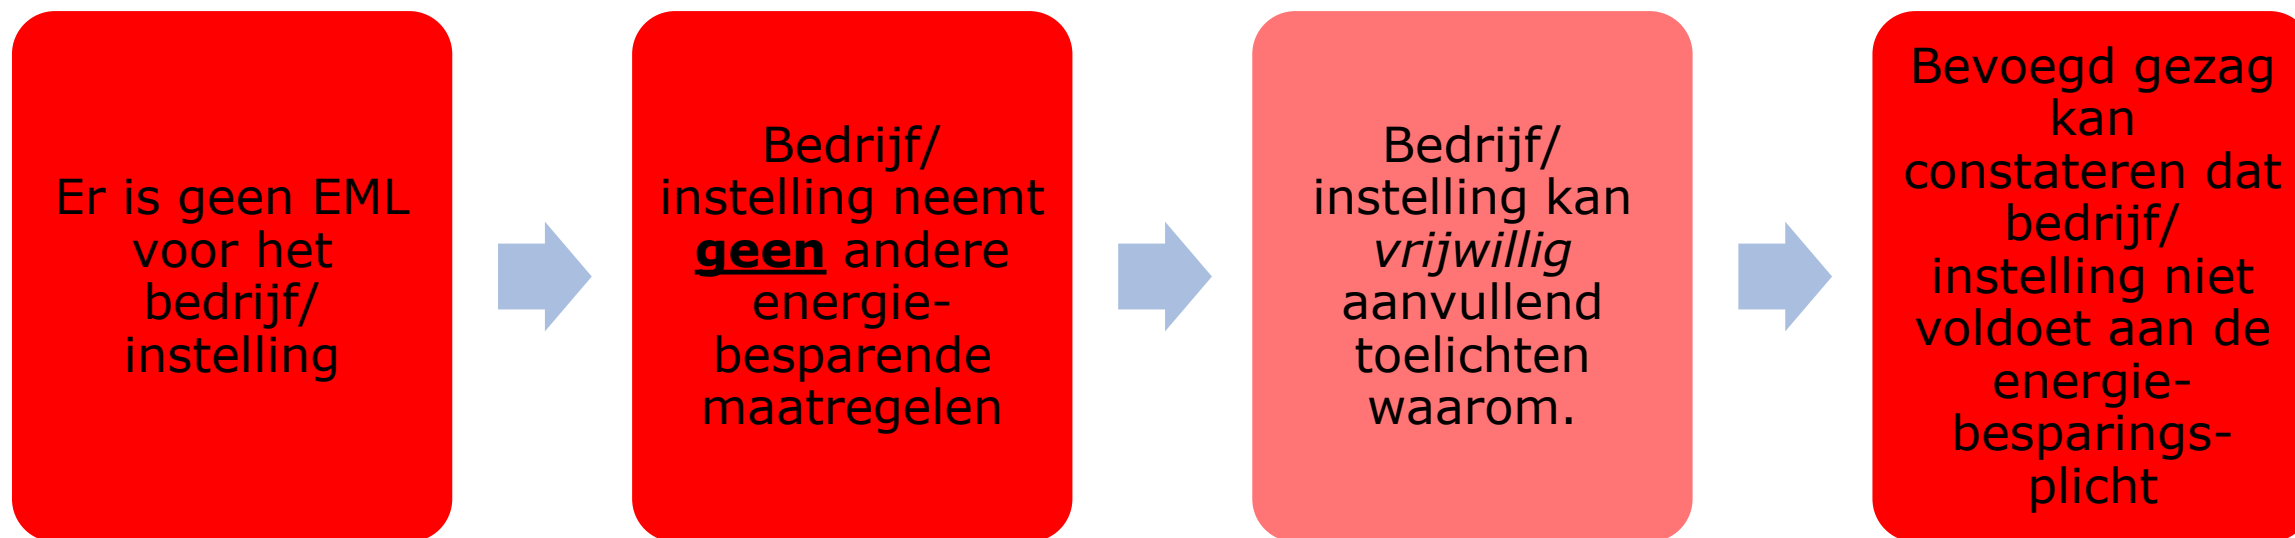 Er is geen EML
voor het
bedrijf/
instelling
Bedrijf/
instelling neemt
geen andere
energie-
besparende
maatregelen
Bedrijf/
instelling kan
vrijwillig
aanvullend
toelichten
waarom.
Bevoegd gezag
kan
constateren dat
bedrijf/
instelling niet
voldoet aan de
energie-
besparings-
plicht